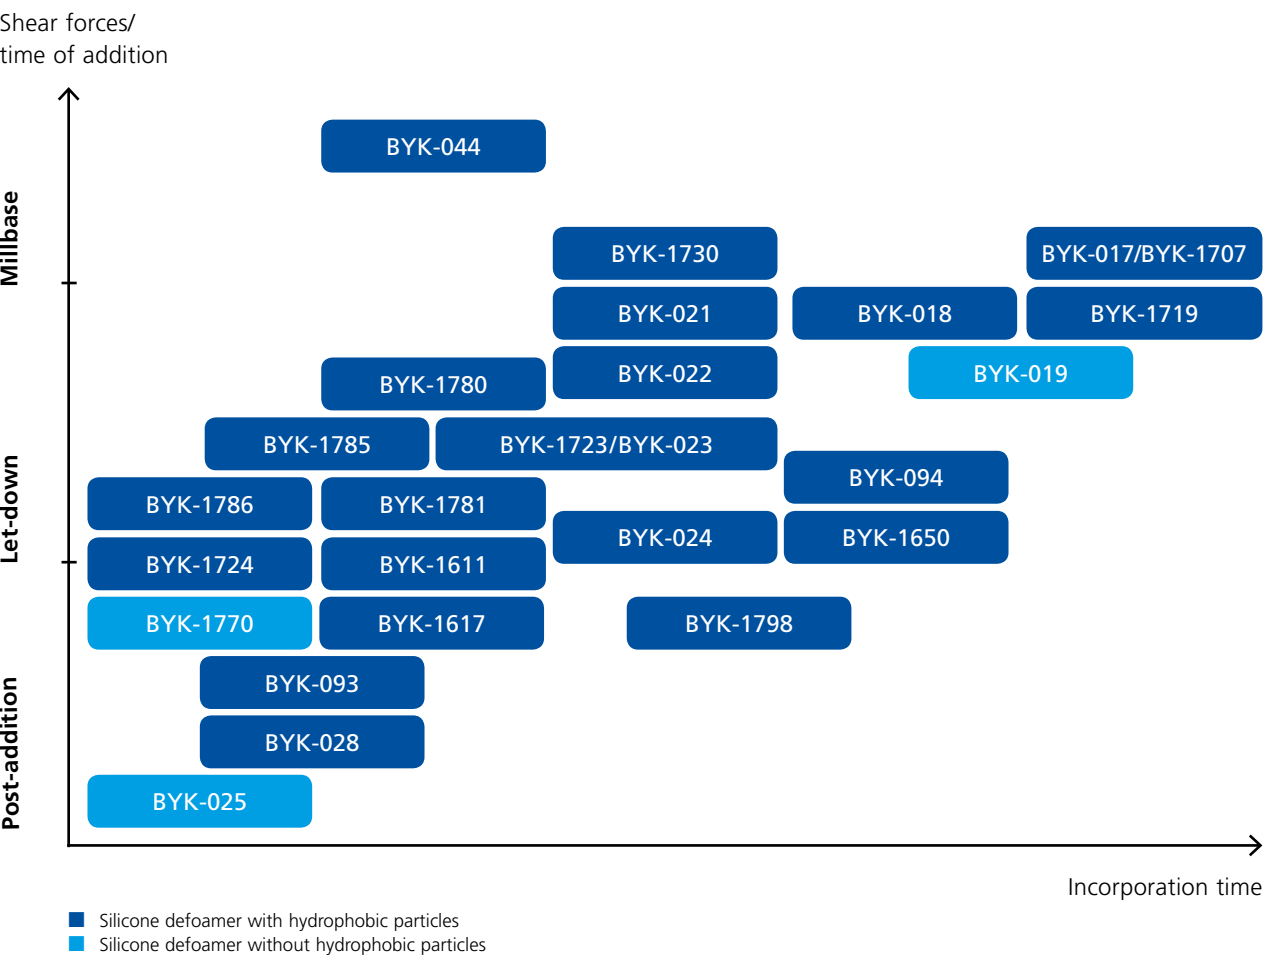 Shear forces/
time of addition
BYK-044
Millbase
BYK-1730
BYK-017/BYK-1707
BYK-021
BYK-018
BYK-1719
BYK-022
BYK-019
BYK-1780
BYK-1785
BYK-1723/BYK-023
BYK-094
Let-down
BYK-1786
BYK-1781
BYK-024
BYK-1650
BYK-1724
BYK-1611
BYK-1770
BYK-1617
BYK-1798
BYK-093
Post-addition
BYK-028
BYK-025
Incorporation time
Silicone defoamer with hydrophobic particles
Silicone defoamer without hydrophobic particles